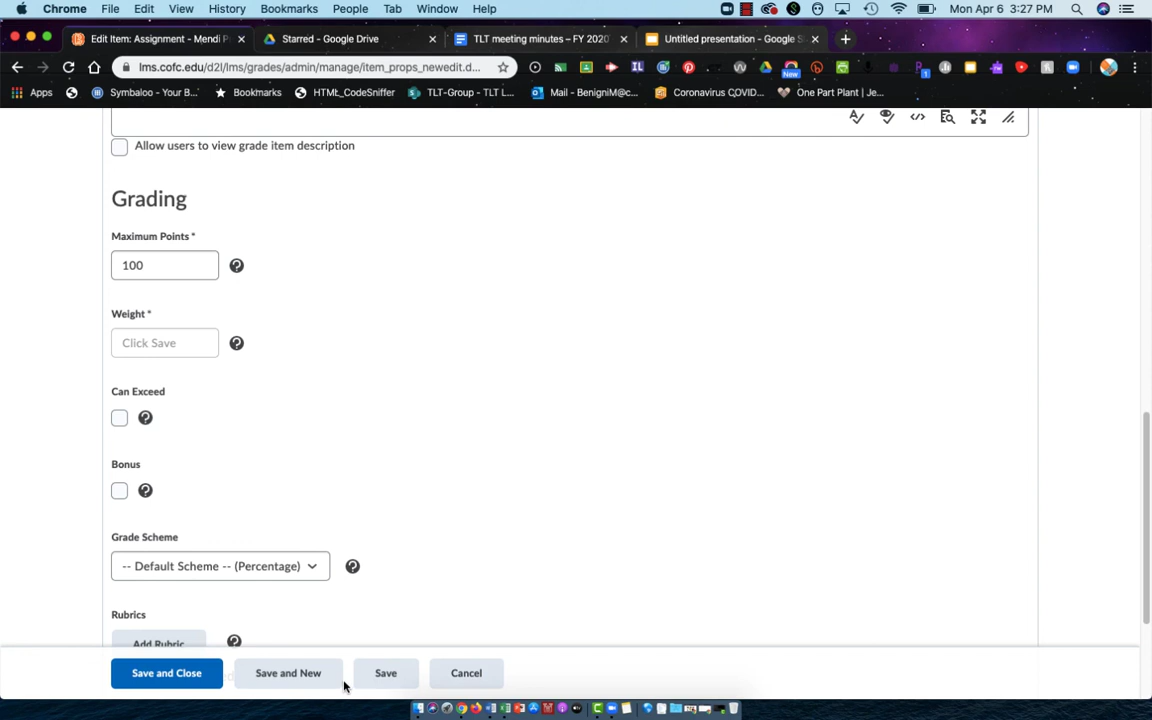 Chrome File Edit View History Bookmarks People Tab Window Help Mon Apr 6 3:27 PM
Edit Item: Assignment - Mendi P Starred - Google Drive TLT meeting minutes – FY 2020 Untitled presentation - Google S
lms.cofc.edu/d2l/lms/grades/admin/manage/item_props_newedit.d... New 1
Apps Symbaloo - Your B... Bookmarks HTML_CodeSniffer TLT-Group - TLT L... Mail - BenigniM@c... Coronavirus COVID... One Part Plant | Je...
Allow users to view grade item description
Grading
Maximum Points *
100
Weight *
Click Save
Can Exceed
Bonus
Grade Scheme
-- Default Scheme -- (Percentage)
Rubrics
Add Rubric
Save and Close Save and New Save Cancel